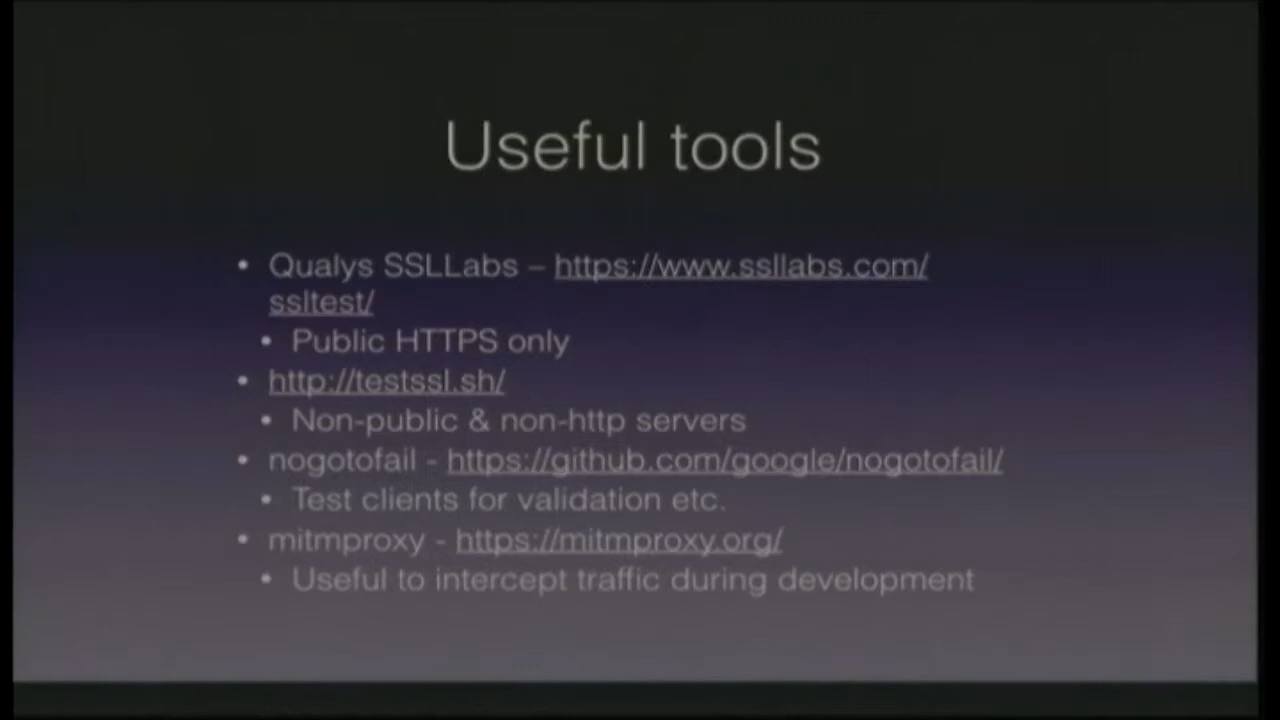 Useful tools
• Qualys SSLLabs – https://www.ssllabs.com/
ssltest/
• Public HTTPS only
• http://testssl.sh/
• Non-public & non-http servers
• nogotofail - https://github.com/google/nogotofail/
• Test clients for validation etc.
• mitmproxy - https://mitmproxy.org/
• Useful to intercept traffic during development